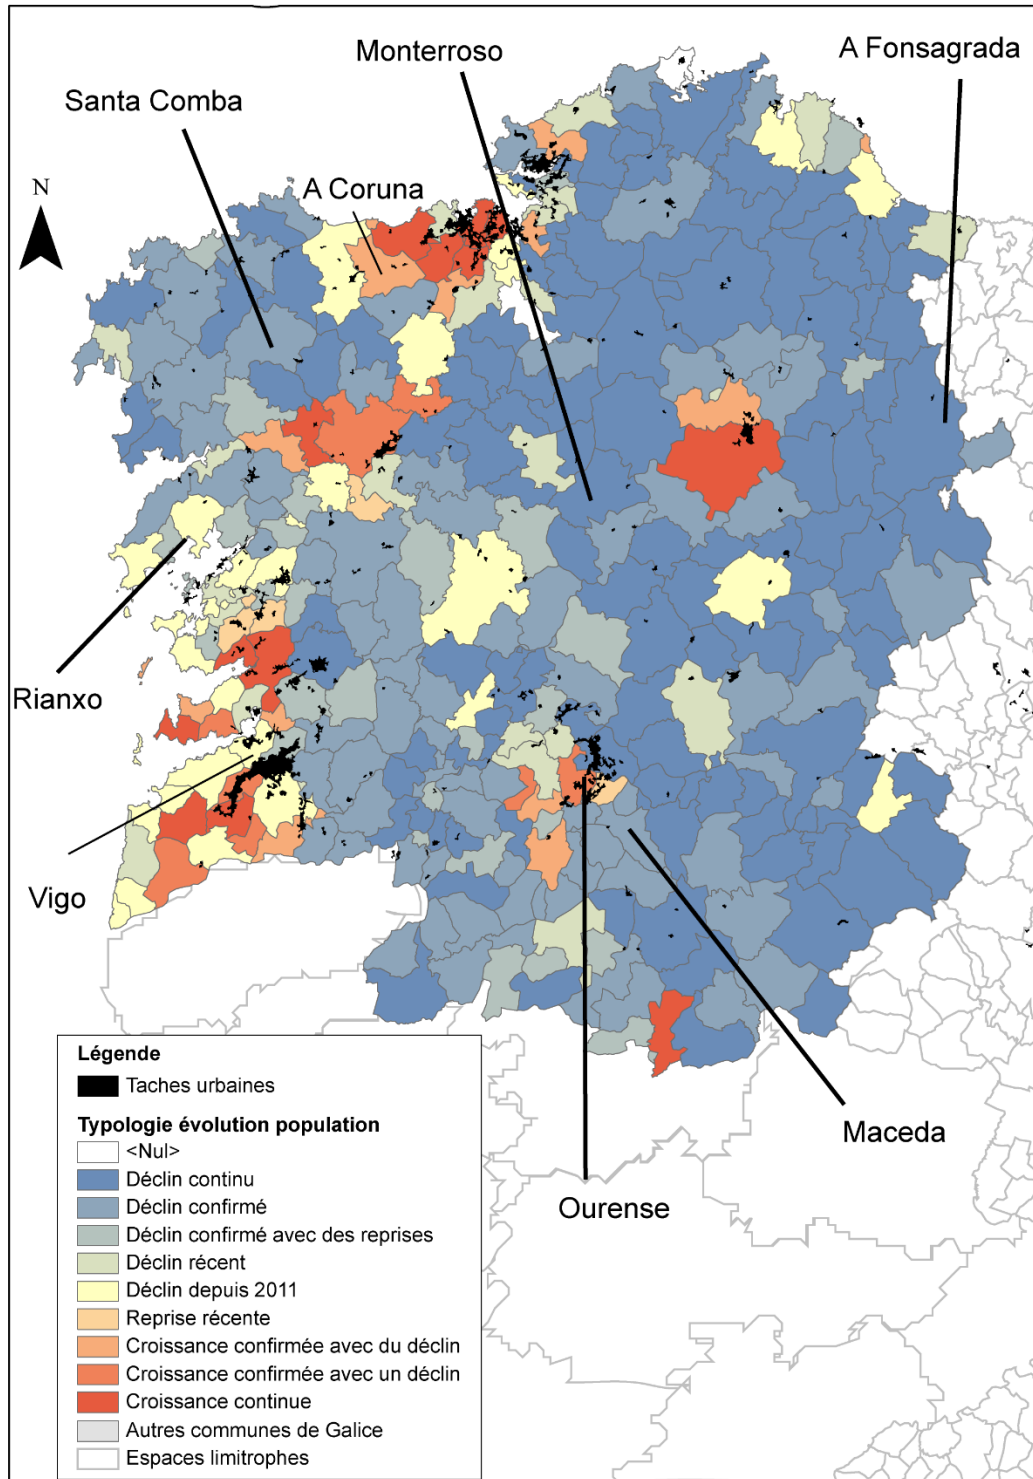 Monterroso
A Fonsagrada
Santa Comba
A Coruna
N
Rianxo
Vigo
Maceda
Ourense
Légende
Taches urbaines
Typologie évolution population
<Nul>
Déclin continu
Déclin confirmé
Déclin confirmé avec des reprises
Déclin récent
Déclin depuis 2011
Reprise récente
Croissance confirmée avec du déclin
Croissance confirmée avec un déclin
Croissance continue
Autres communes de Galice
Espaces limitrophes